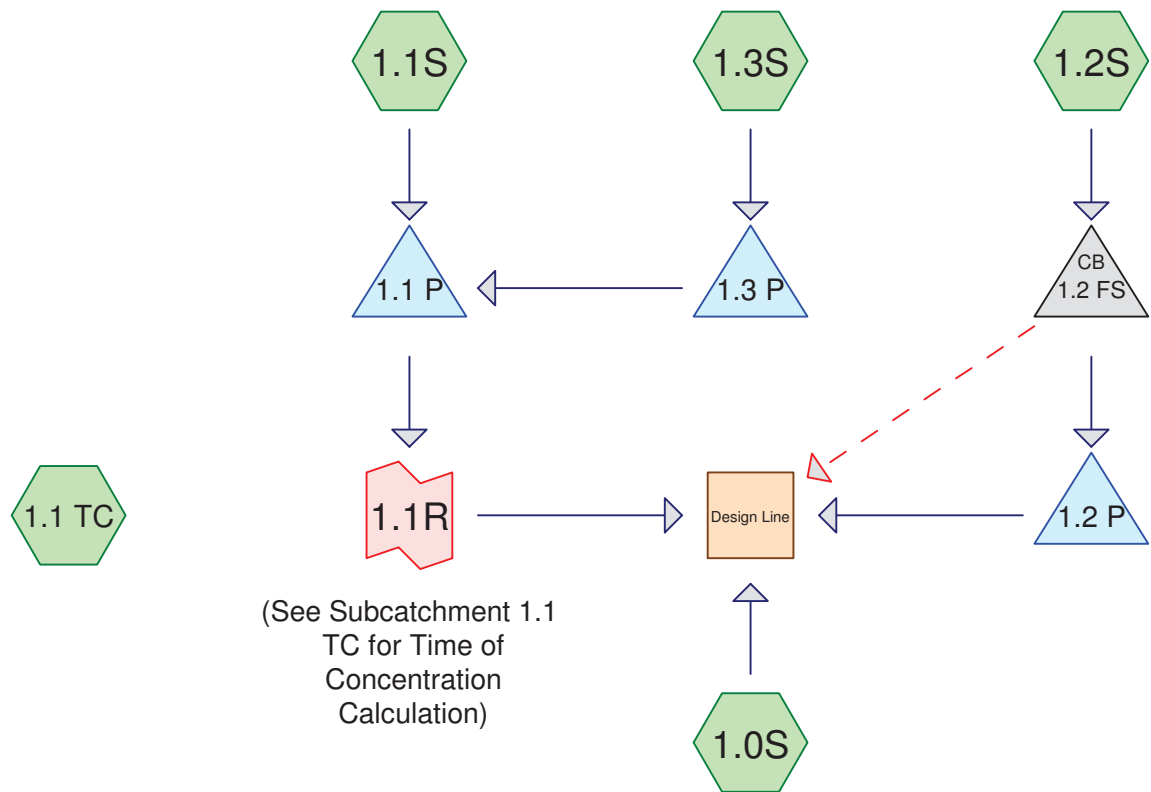 1.1S
1.3S
1.2S
1.1 P
1.3 P
CB
1.2 FS
1.1 TC
1.1R
Design Line
1.2 P
(See Subcatchment 1.1
TC for Time of
Concentration
Calculation)
1.0S